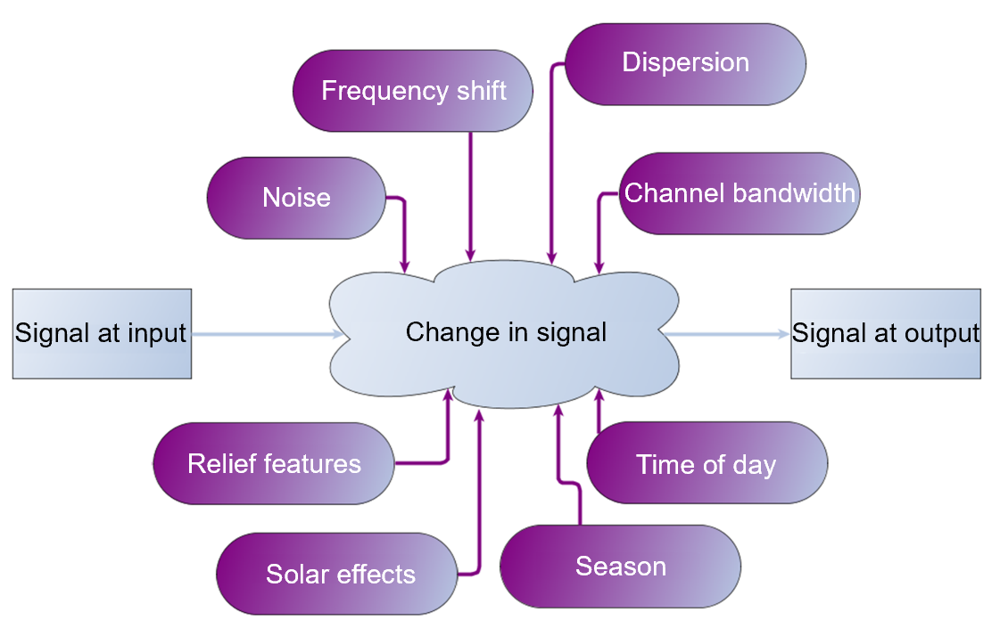 Dispersion
Frequency shift
Noise
Channel bandwidth
Signal at input
Change in signal
Signal at output
Relief features
Time of day
Solar effects
Season